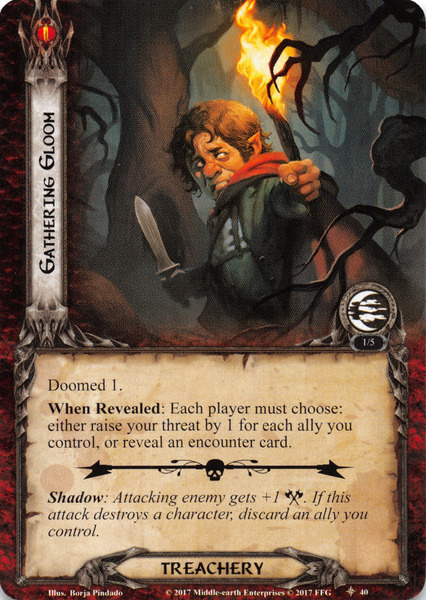 GATHERING GLOOM
1/5
Doomed 1.
When Revealed: Each player must choose:
either raise your threat by 1 for each ally you
control, or reveal an encounter card.
Shadow: Attacking enemy gets +1 . If this
attack destroys a character, discard an ally you
control.
TREACHERY
Illus. Borja Pindado © 2017 Middle-earth Enterprises © 2017 FFG 40